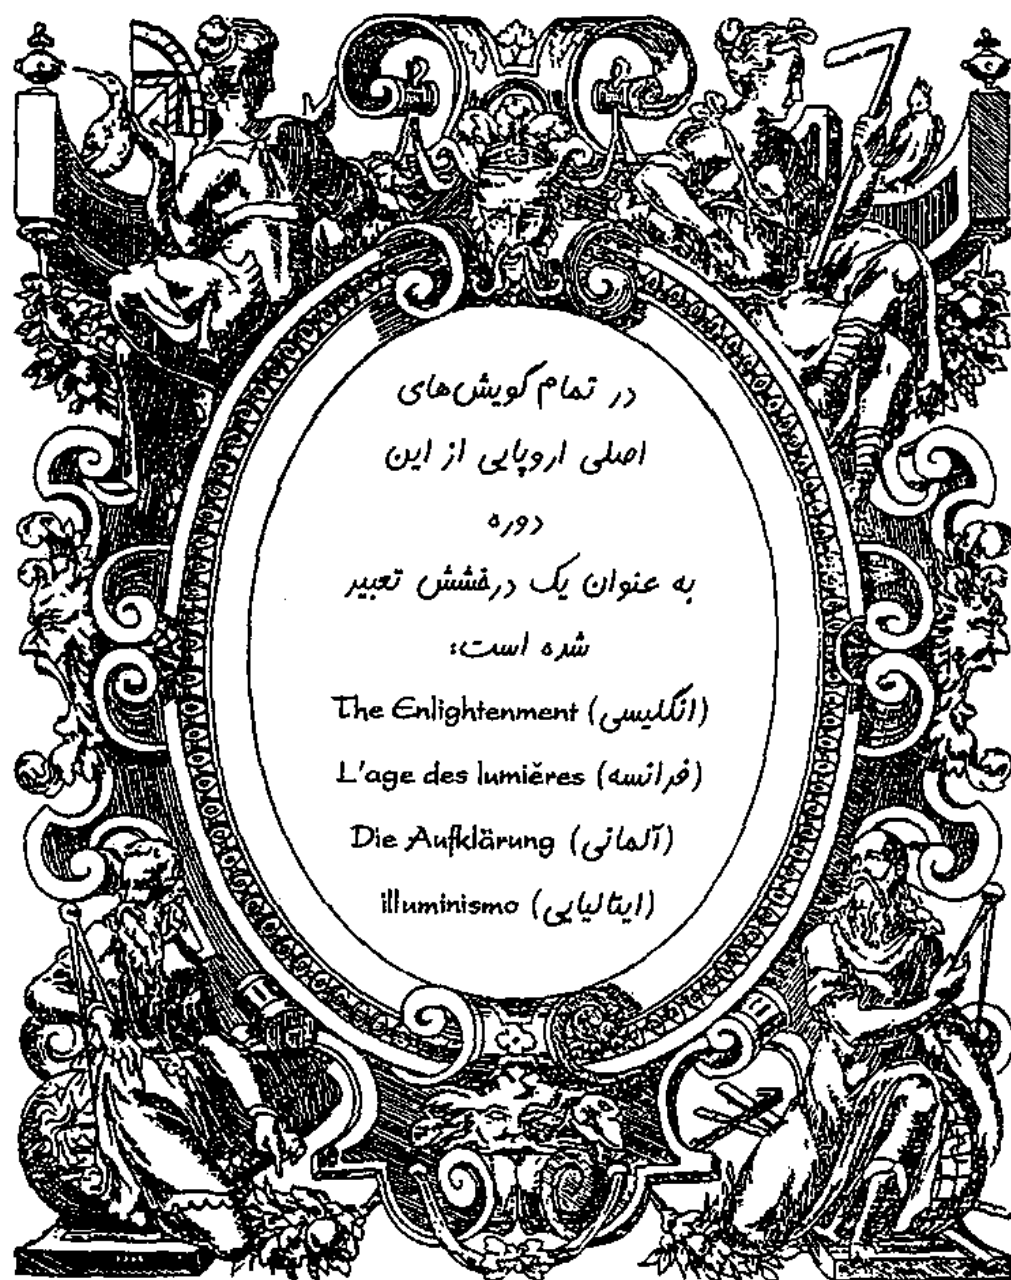 در تمام گویش‌های
اصلی اروپایی از این
دوره
به عنوان یک درخشش تعبیر
شده است:
The Enlightenment (انگلیسی)
L'age des lumiěres (فرانسه)
Die Aufklärung (آلمانی)
illuminismo (ایتالیایی)